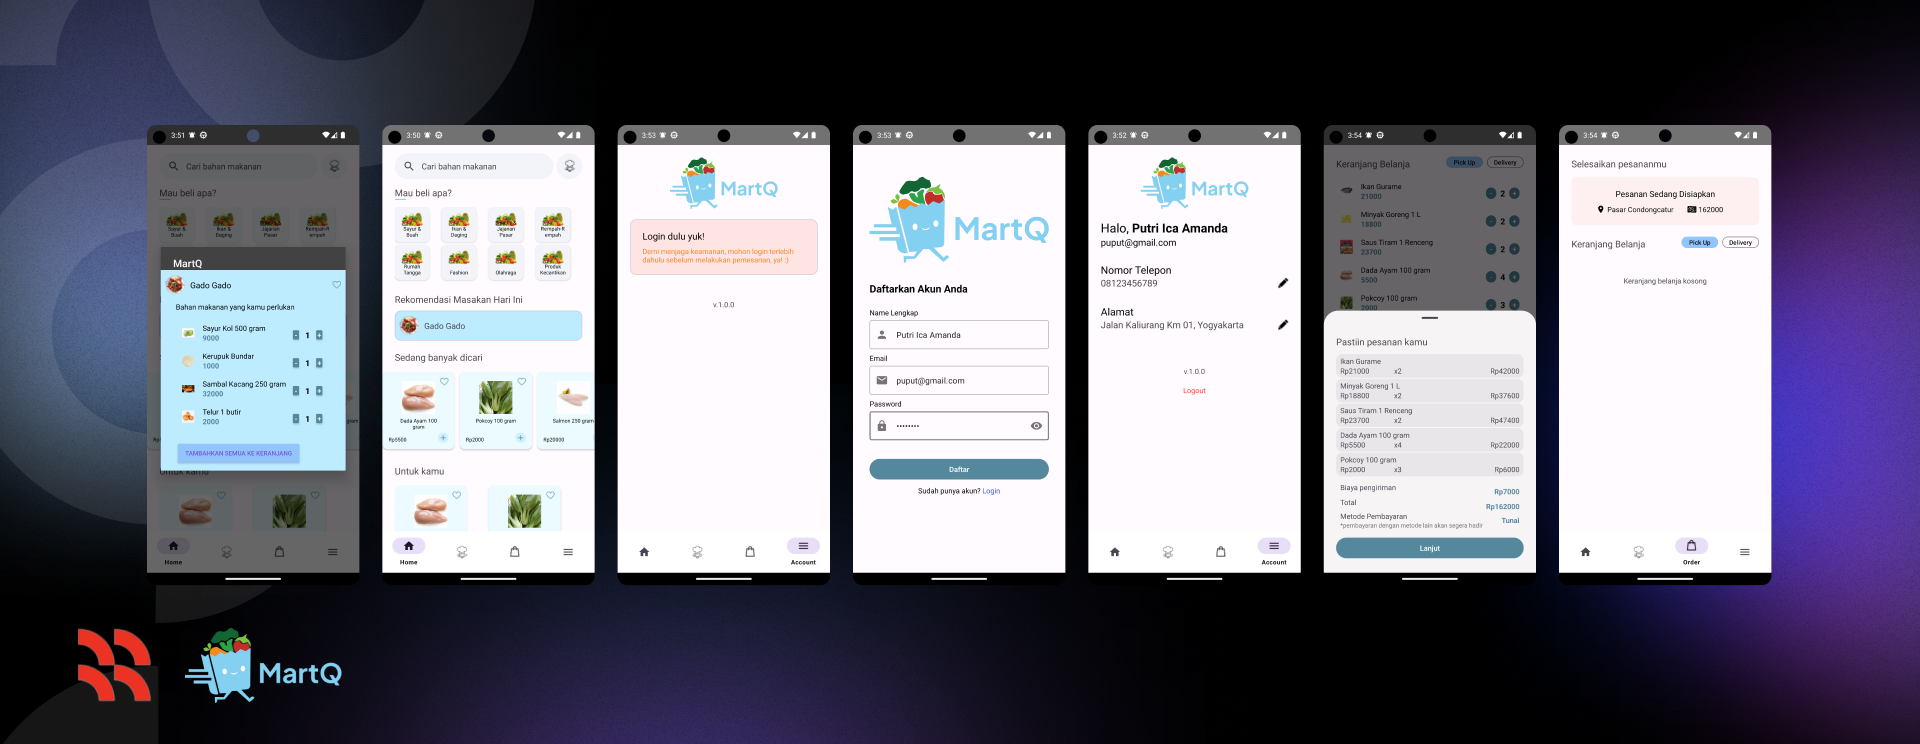 3:51
Cari bahan makanan
Mau beli apa?
Sayur & Buah
Ikan & Daging
Jajanan Pasar
Rempah-R empah
MartQ
Gado Gado
Bahan makanan yang kamu perlukan
Sayur Kol 500 gram
9000
1
Kerupuk Bundar
1000
1
Sambal Kacang 250 gram
32000
1
Telur 1 butir
2000
1
TAMBAHKAN SEMUA KE KERANJANG
Untuk kamu
Home
3:50
Cari bahan makanan
Mau beli apa?
Sayur & Buah
Ikan & Daging
Jajanan Pasar
Rempah-R empah
Rumah Tangga
Fashion
Olahraga
Produk Kecantikan
Rekomendasi Masakan Hari Ini
Gado Gado
Sedang banyak dicari
Dada Ayam 100 gram
Rp5500
Pokcoy 100 gram
Rp2000
Salmon 250 gram
Rp20000
Untuk kamu
Home
3:53
MartQ
Login dulu yuk!
Demi menjaga keamanan, mohon login terlebih
dahulu sebelum melakukan pemesanan, ya! :)
v.1.0.0
Account
3:53
MartQ
Daftarkan Akun Anda
Name Lengkap
Putri Ica Amanda
Email
puput@gmail.com
Password
••••••••
Daftar
Sudah punya akun? Login
3:52
MartQ
Halo, Putri Ica Amanda
puput@gmail.com
Nomor Telepon
08123456789
Alamat
Jalan Kaliurang Km 01, Yogyakarta
v.1.0.0
Logout
Account
3:54
Keranjang Belanja
Pick Up
Delivery
Ikan Gurame
21000
2
Minyak Goreng 1 L
18800
2
Saus Tiram 1 Renceng
23700
2
Dada Ayam 100 gram
5500
4
Pokcoy 100 gram
2000
3
Pastiin pesanan kamu
Ikan Gurame
Rp21000 x2 Rp42000
Minyak Goreng 1 L
Rp18800 x2 Rp37600
Saus Tiram 1 Renceng
Rp23700 x2 Rp47400
Dada Ayam 100 gram
Rp5500 x4 Rp22000
Pokcoy 100 gram
Rp2000 x3 Rp6000
Biaya pengiriman Rp7000
Total Rp162000
Metode Pembayaran Tunai
*pembayaran dengan metode lain akan segera hadir
Lanjut
3:54
Selesaikan pesananmu
Pesanan Sedang Disiapkan
Pasar Condongcatur 162000
Keranjang Belanja
Pick Up
Delivery
Keranjang belanja kosong
Order
MartQ